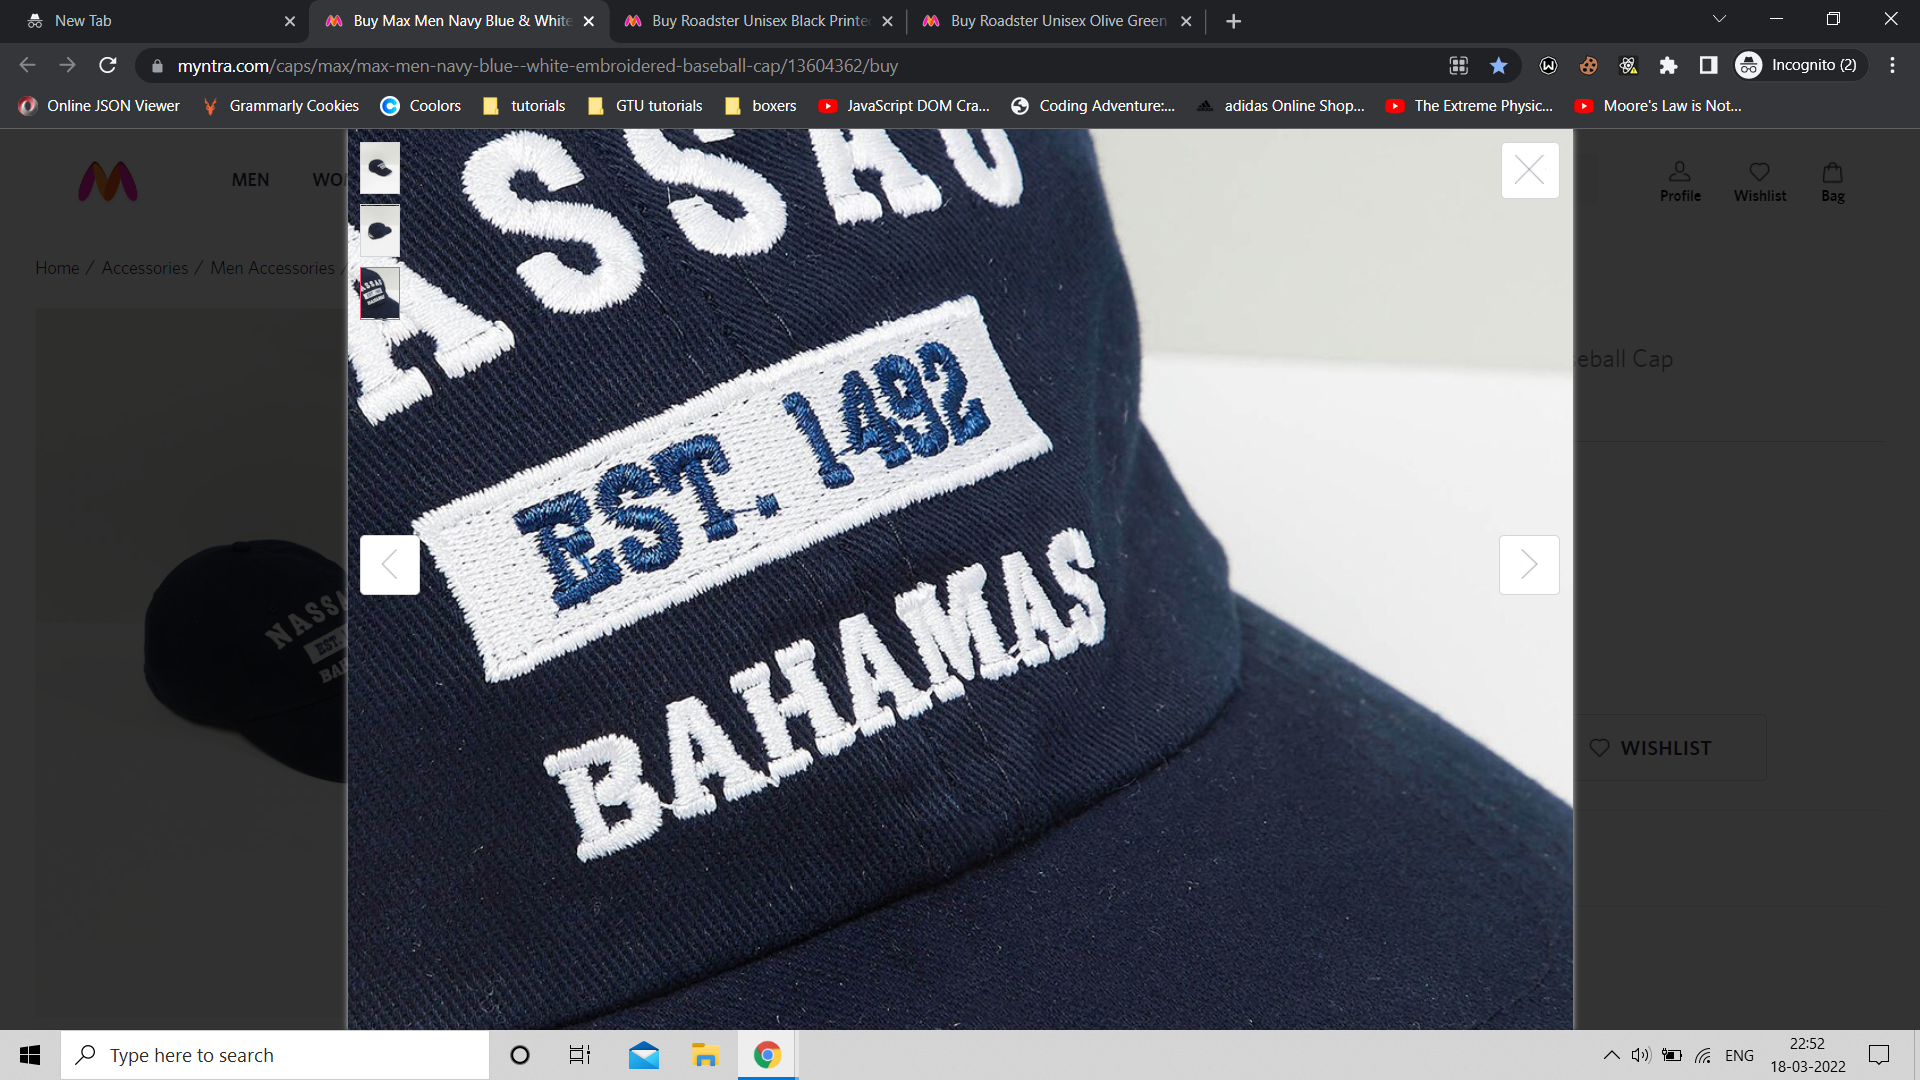 New Tab
Buy Max Men Navy Blue & White
Buy Roadster Unisex Black Printe
Buy Roadster Unisex Olive Green
myntra.com/caps/max/max-men-navy-blue--white-embroidered-baseball-cap/13604362/buy
Incognito (2)
Online JSON Viewer
Grammarly Cookies
Coolors
tutorials
GTU tutorials
boxers
JavaScript DOM Cra...
Coding Adventure:...
adidas Online Shop...
The Extreme Physic...
Moore's Law is Not...
MEN
WO
Profile
Wishlist
Bag
Home / Accessories / Men Accessories /
eball Cap
ASSAU
EST. 1492
BAHAMAS
NASSA
EST.
BA
WISHLIST
Type here to search
ENG
22:52
18-03-2022